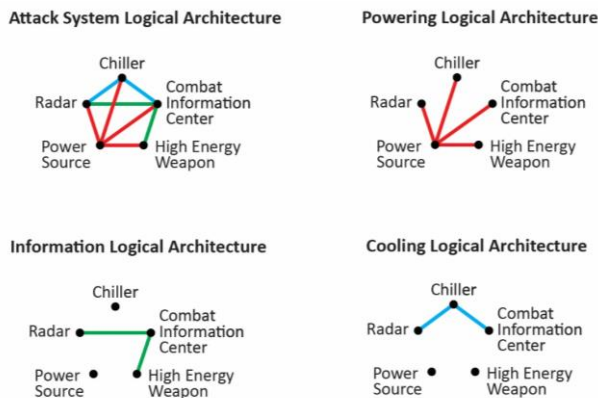 Attack System Logical Architecture
Chiller
Radar
Combat
Information
Center
Power
Source
High Energy
Weapon
Powering Logical Architecture
Chiller
Radar
Combat
Information
Center
Power
Source
High Energy
Weapon
Information Logical Architecture
Chiller
Radar
Combat
Information
Center
Power
Source
High Energy
Weapon
Cooling Logical Architecture
Chiller
Radar
Combat
Information
Center
Power
Source
High Energy
Weapon